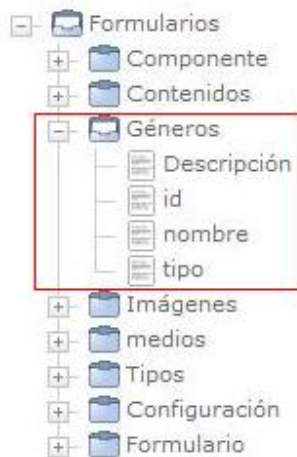 Formularios
Componente
Contenidos
Géneros
Descripción
id
nombre
tipo
Imágenes
medios
Tipos
Configuración
Formulario